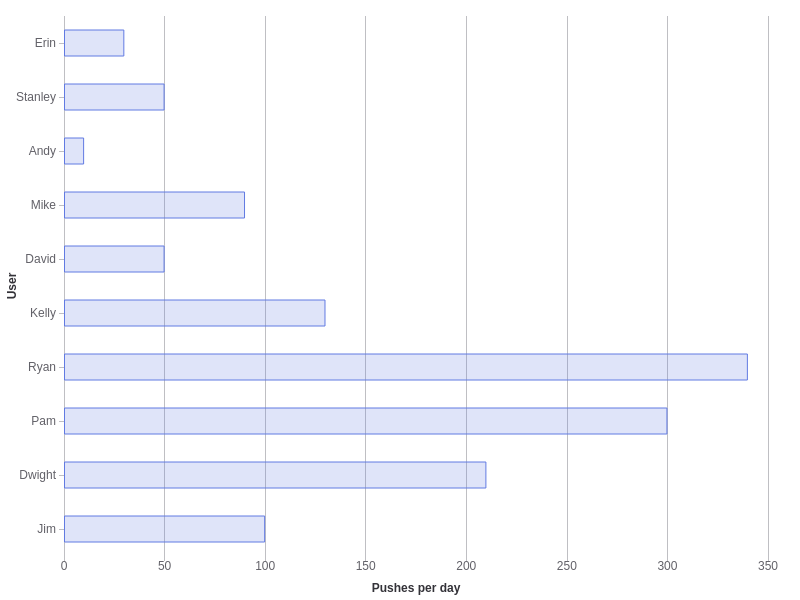 Erin
Stanley
Andy
Mike
David
User
Kelly
Ryan
Pam
Dwight
Jim
0 50 100 150 200 250 300 350
Pushes per day